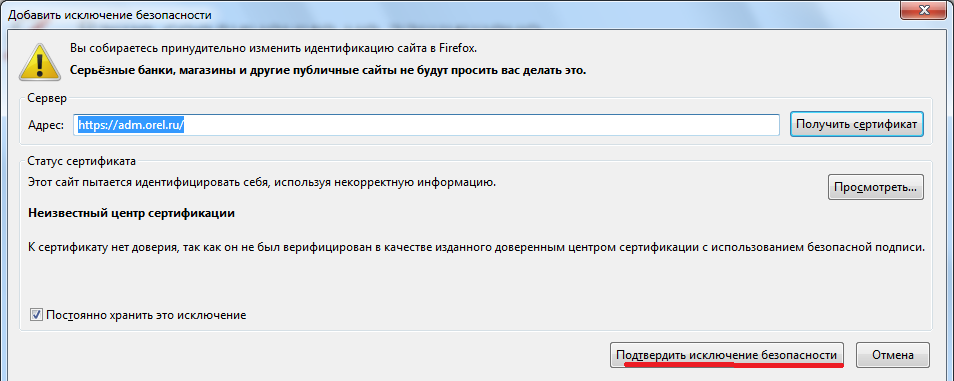 Добавить исключение безопасности
Вы собираетесь принудительно изменить идентификацию сайта в Firefox.
Серьёзные банки, магазины и другие публичные сайты не будут просить вас делать это.
Сервер
Адрес: https://adm.orel.ru/ Получить сертификат
Статус сертификата
Этот сайт пытается идентифицировать себя, используя некорректную информацию. Просмотреть...
Неизвестный центр сертификации
К сертификату нет доверия, так как он не был верифицирован в качестве изданного доверенным центром сертификации с использованием безопасной подписи.
Постоянно хранить это исключение
Подтвердить исключение безопасности Отмена